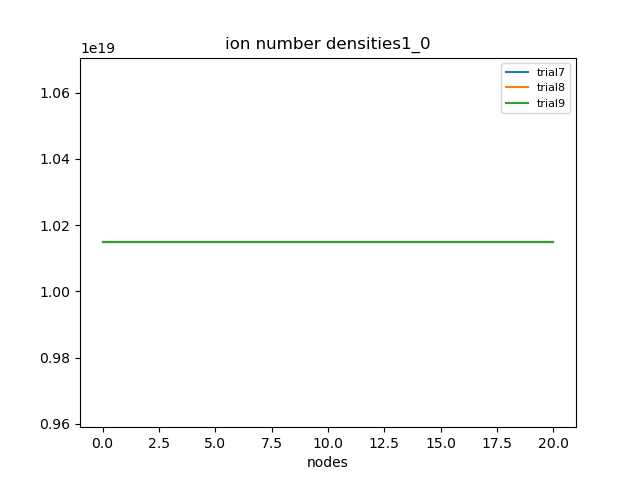 ion number densities1_0
1e19
trial7
trial8
trial9
1.06
1.04
1.02
1.00
0.98
0.96
0.0 2.5 5.0 7.5 10.0 12.5 15.0 17.5 20.0
nodes